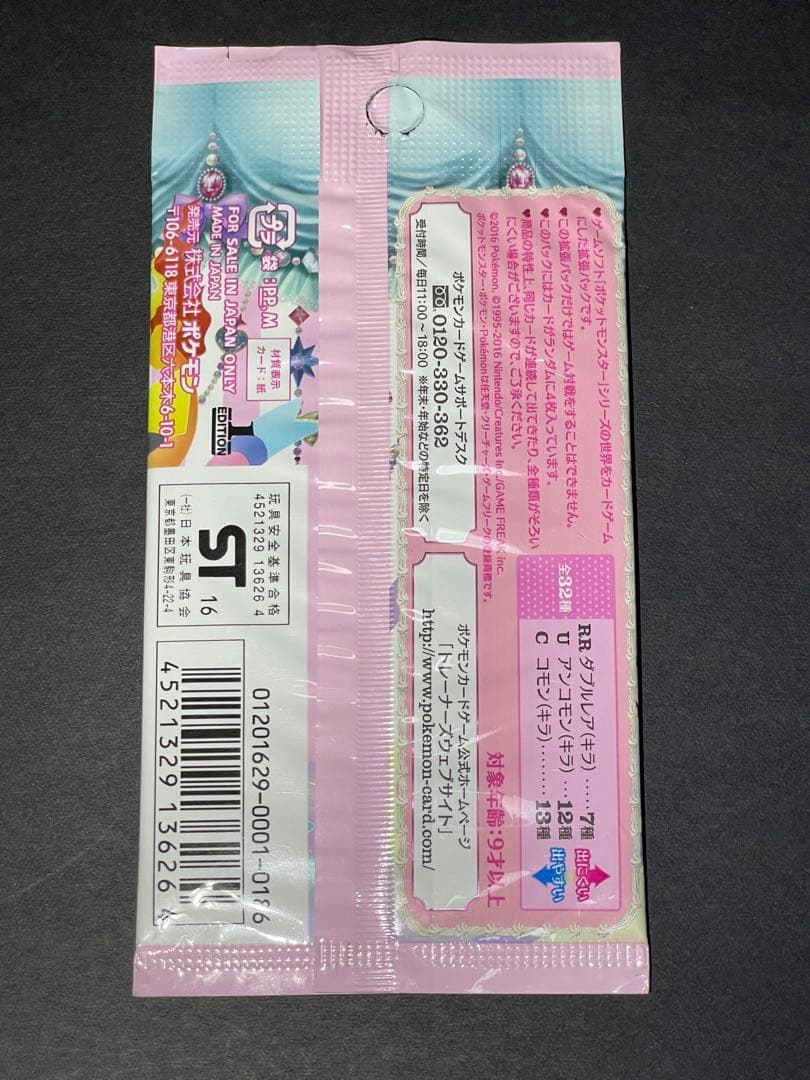 ♥ゲームソフト「ポケットモンスター」シリーズの世界をカードゲーム
にした拡張パックです。
♥この拡張パックだけではゲーム対戦をすることはできません。
♥このパックにはカードがランダムに4枚入っています。
♥商品の特性上、同じカードが連続して出てきたり、全種類がそろい
にくい場合がございますので、ご了承ください。
©2016 Pokémon. ©1995-2016 Nintendo/Creatures Inc./GAME FREAK inc.
ポケットモンスター・ポケモン・Pokémonは任天堂・クリーチャーズ・ゲームフリークの登録商標です。
ポケモンカードゲームサポートデスク
0120-330-362
受付時間／毎日11:00～18:00 ※年末・年始などの特定日を除く
全32種
RR ダブルレア(キラ)……7種
U アンコモン(キラ)…12種
C コモン(キラ)………13種
出にくい
出やすい
対象年齢：9才以上
ポケモンカードゲーム公式ホームページ
「トレーナーズウェブサイト」
http://www.pokemon-card.com/
プラ
袋：PP,M
材質表示
カード：紙
FOR SALE IN JAPAN ONLY
MADE IN JAPAN
発売元 株式会社 ポケモン
〒106-6118 東京都港区六本木6-10-1
1
EDITION
玩具安全基準合格
4521329 13626 4
ST 16
(一社)日本玩具協会
東京都墨田区東駒形4-22-4
01201629-0001-0186
4 521329 136264